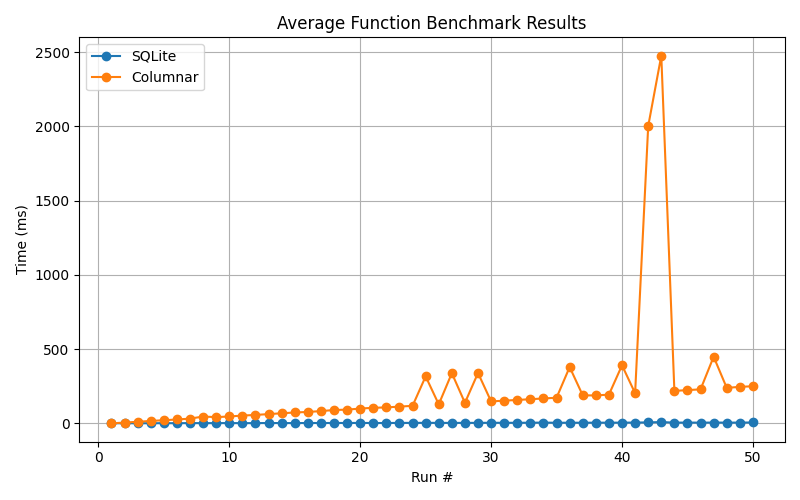 Average Function Benchmark Results
SQLite
Columnar
Time (ms)
2500
2000
1500
1000
500
0
0 10 20 30 40 50
Run #